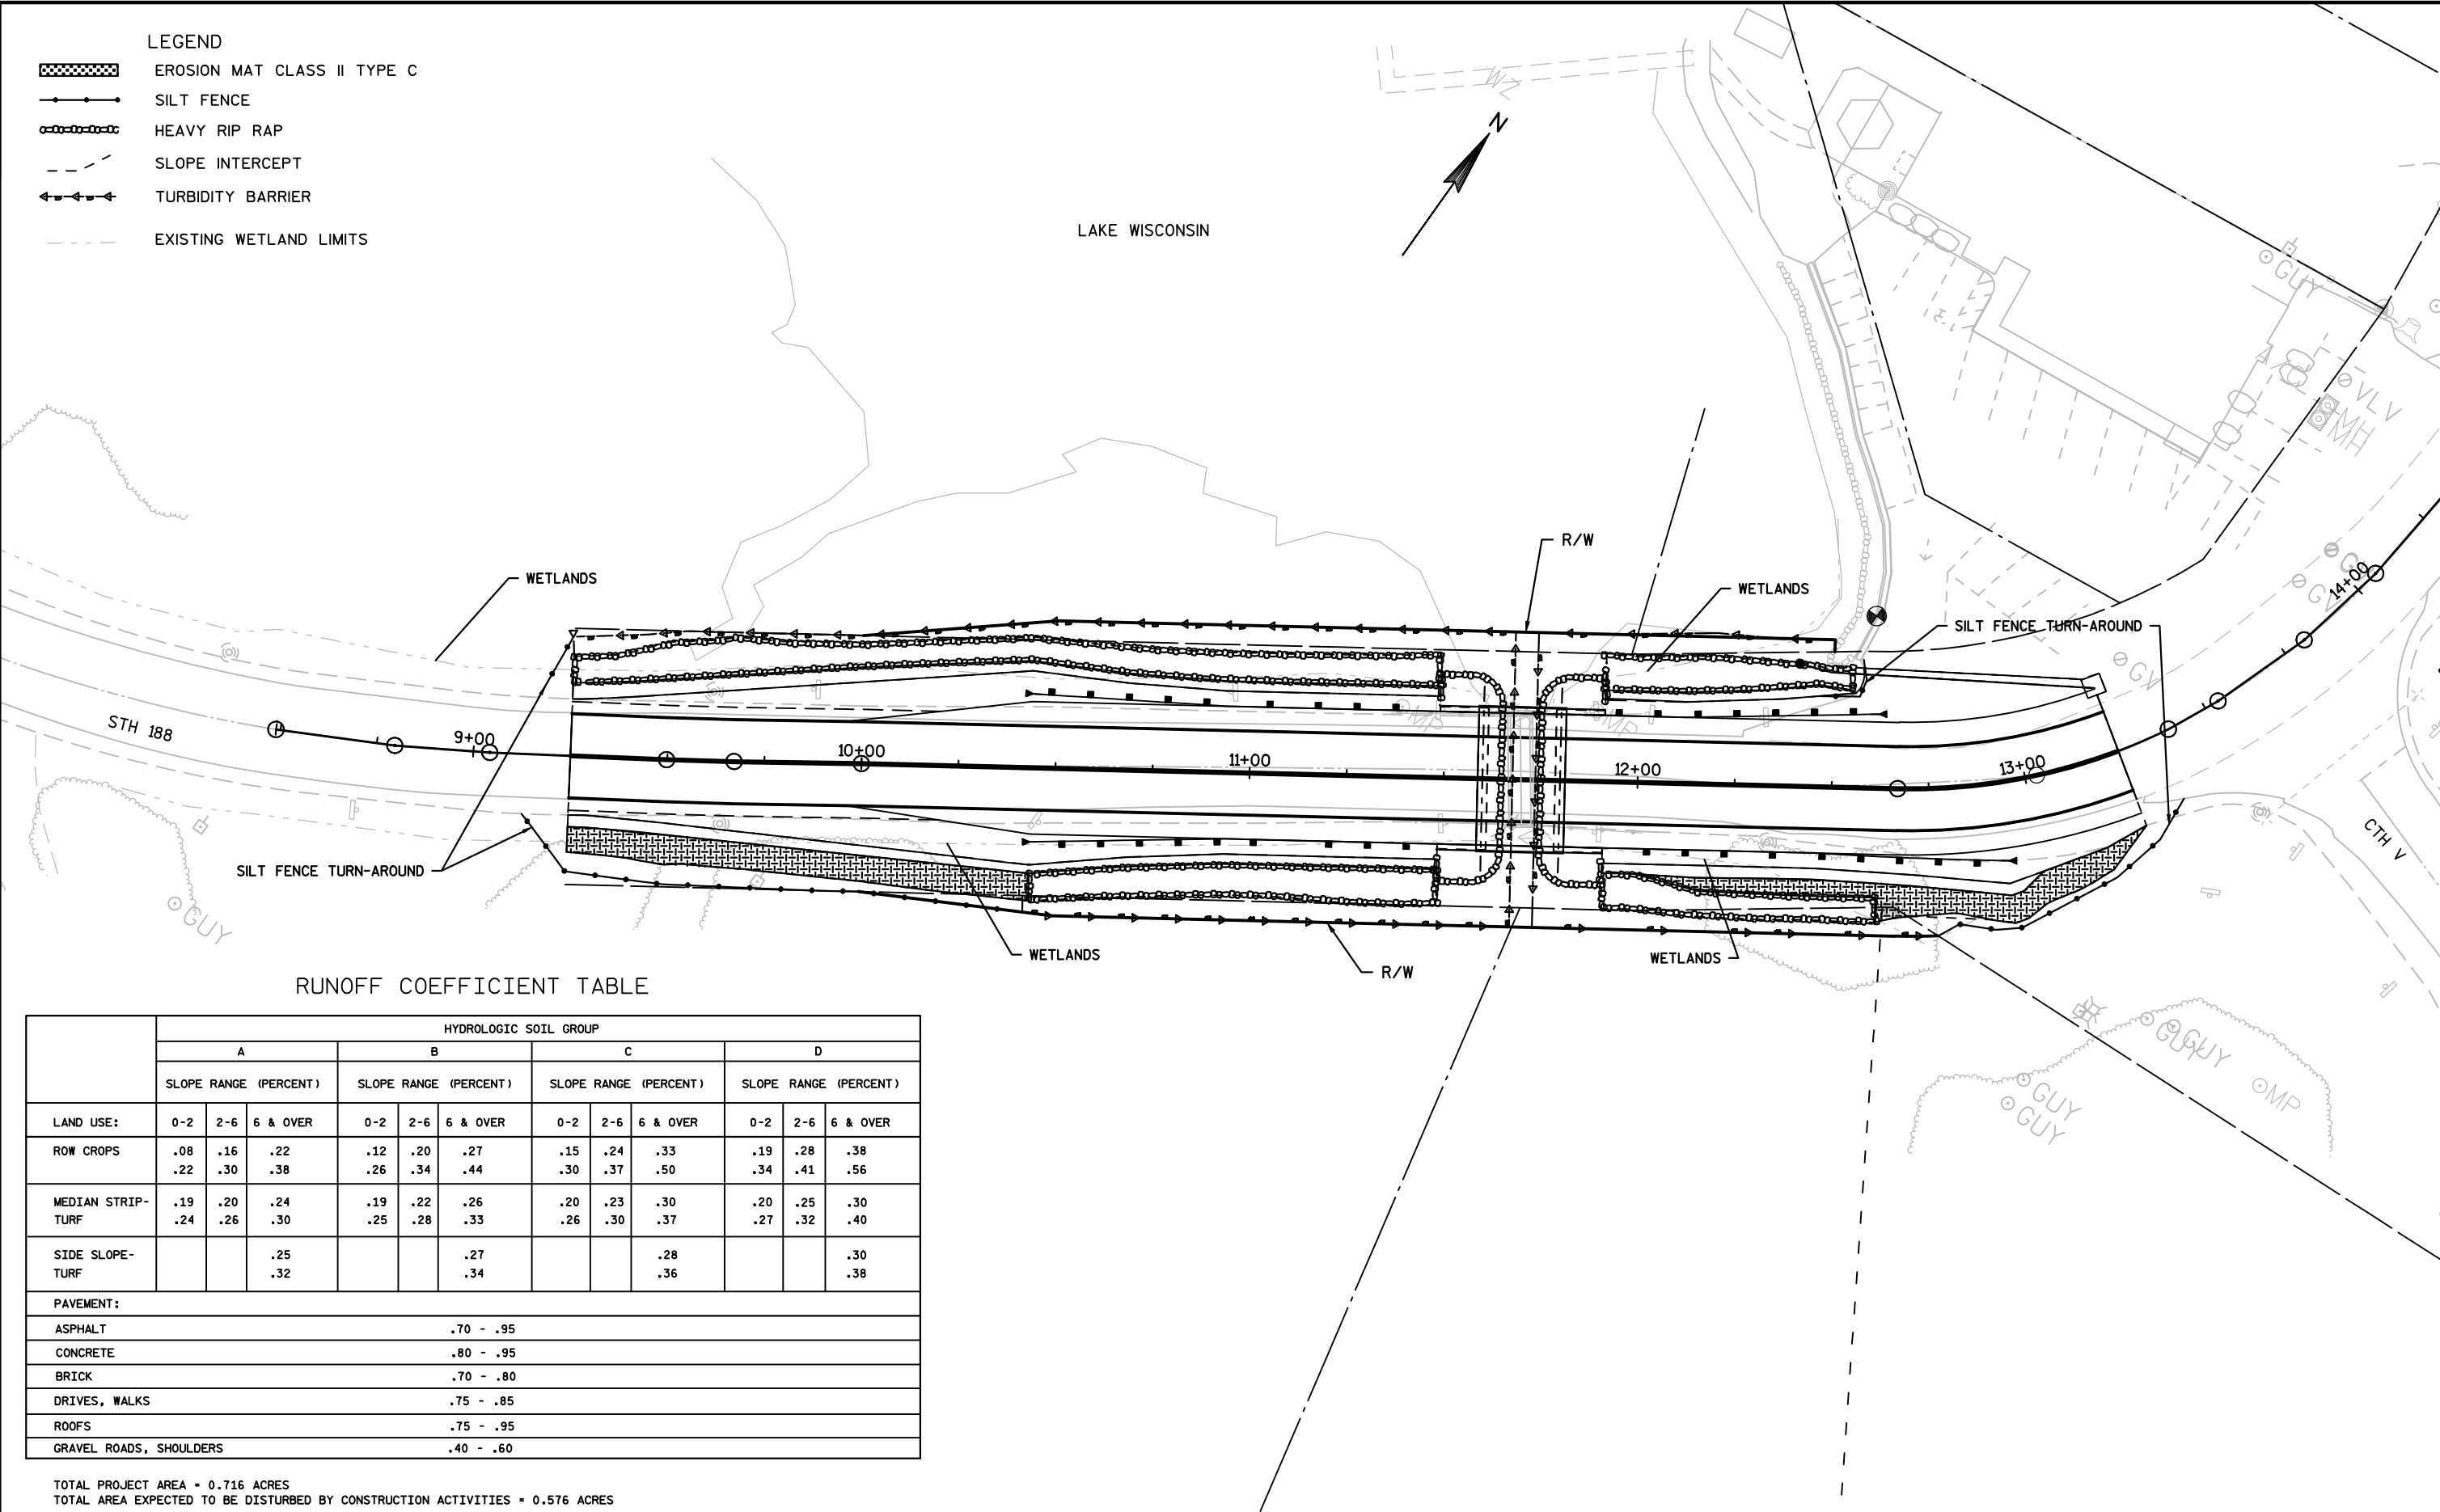 LEGEND
EROSION MAT CLASS II TYPE C
SILT FENCE
HEAVY RIP RAP
SLOPE INTERCEPT
TURBIDITY BARRIER
EXISTING WETLAND LIMITS
N
LAKE WISCONSIN
GUY
VLV
MH
R/W
WETLANDS
WETLANDS
14+00
GV
SILT FENCE TURN-AROUND
GV
MP
MP
STH 188
9+00
10+00
11+00
12+00
13+00
CTH V
SILT FENCE TURN-AROUND
GUY
WETLANDS
R/W
WETLANDS
GUY
GUY
GUY
GUY
MP
RUNOFF COEFFICIENT TABLE
HYDROLOGIC SOIL GROUP
A B C D
SLOPE RANGE (PERCENT) SLOPE RANGE (PERCENT) SLOPE RANGE (PERCENT) SLOPE RANGE (PERCENT)
LAND USE: 0-2 2-6 6 & OVER 0-2 2-6 6 & OVER 0-2 2-6 6 & OVER 0-2 2-6 6 & OVER
ROW CROPS .08 .16 .22 .12 .20 .27 .15 .24 .33 .19 .28 .38
.22 .30 .38 .26 .34 .44 .30 .37 .50 .34 .41 .56
MEDIAN STRIP- .19 .20 .24 .19 .22 .26 .20 .23 .30 .20 .25 .30
TURF .24 .26 .30 .25 .28 .33 .26 .30 .37 .27 .32 .40
SIDE SLOPE- .25 .27 .28 .30
TURF .32 .34 .36 .38
PAVEMENT:
ASPHALT .70 - .95
CONCRETE .80 - .95
BRICK .70 - .80
DRIVES, WALKS .75 - .85
ROOFS .75 - .95
GRAVEL ROADS, SHOULDERS .40 - .60
TOTAL PROJECT AREA = 0.716 ACRES
TOTAL AREA EXPECTED TO BE DISTURBED BY CONSTRUCTION ACTIVITIES = 0.576 ACRES